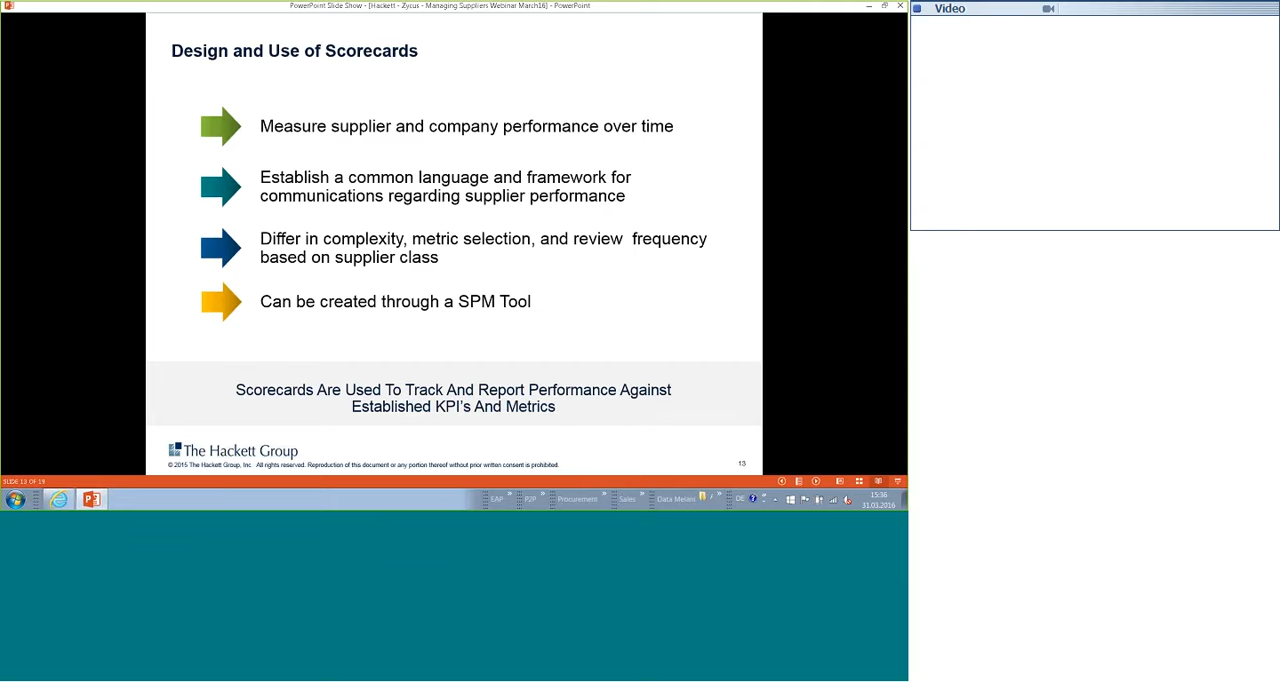 PowerPoint Slide Show - [Hackett - Zycus - Managing Suppliers Webinar March16] - PowerPoint
Video
Design and Use of Scorecards
Measure supplier and company performance over time
Establish a common language and framework for
communications regarding supplier performance
Differ in complexity, metric selection, and review frequency
based on supplier class
Can be created through a SPM Tool
Scorecards Are Used To Track And Report Performance Against
Established KPI's And Metrics
The Hackett Group
© 2015 The Hackett Group, Inc. All rights reserved. Reproduction of this document or any portion thereof without prior written consent is prohibited.
13
SLIDE 13 OF 19
EAP » P2P » Procurement » Sales » Data Merani » DE
15:36
31.03.2016